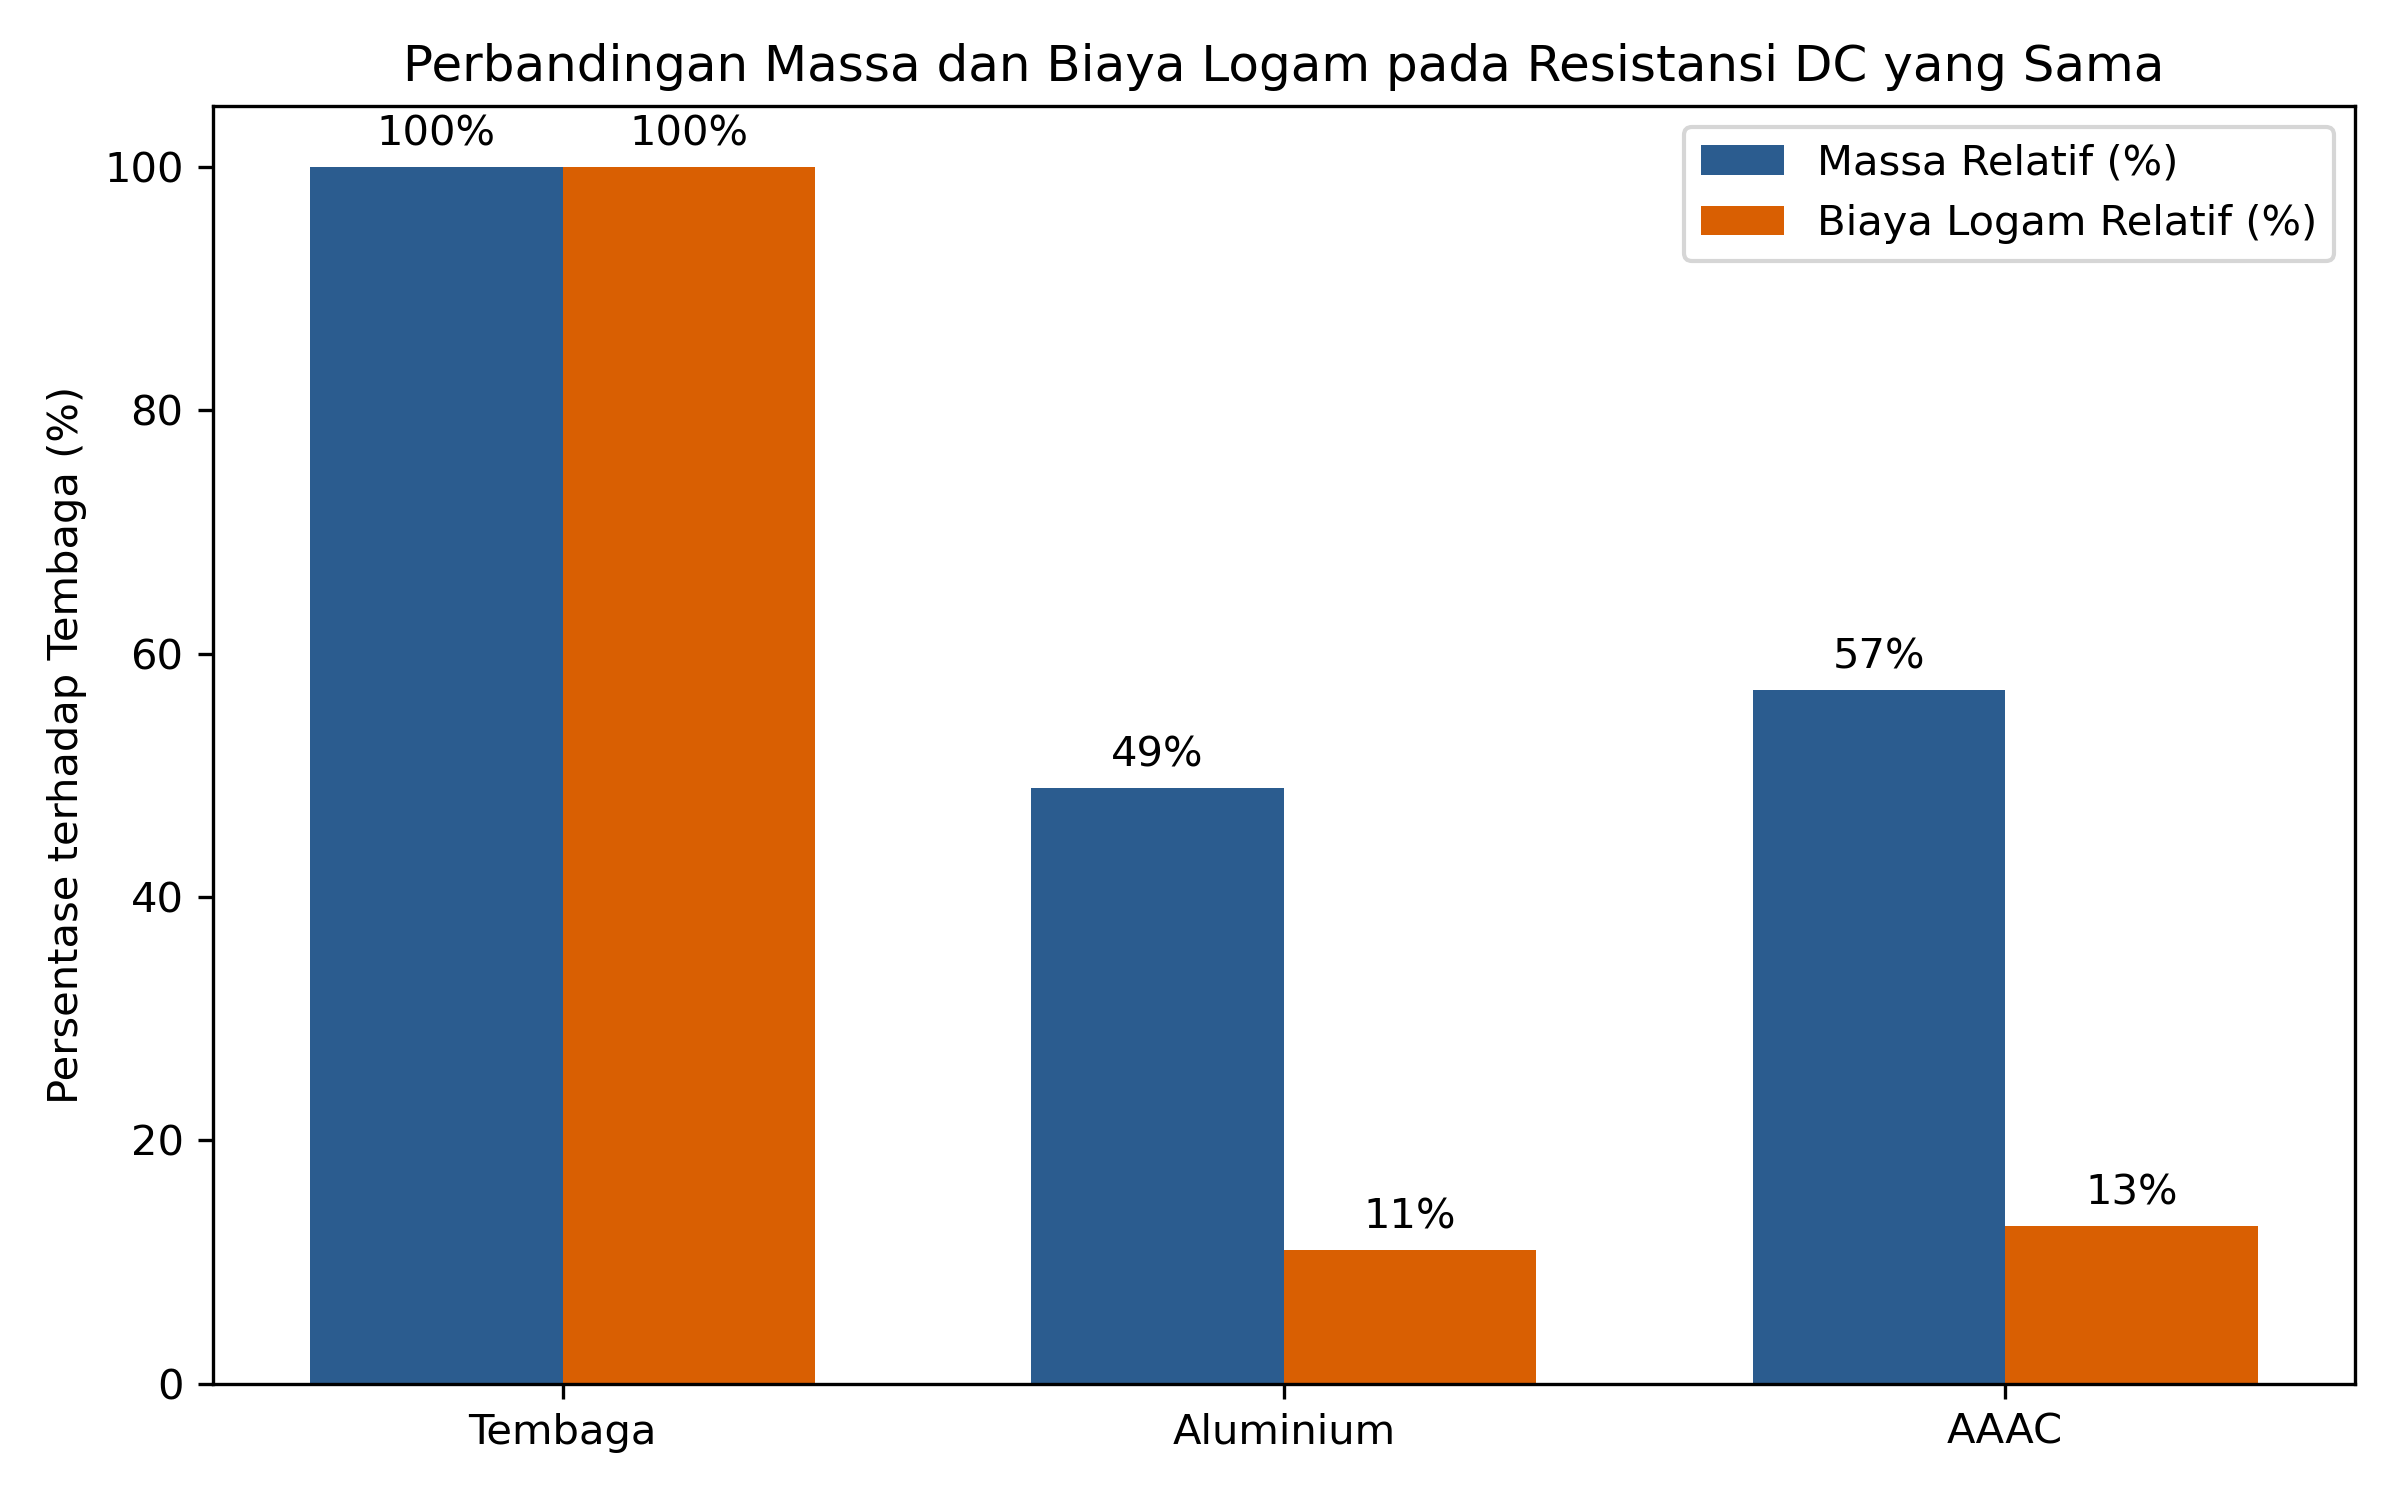 Perbandingan Massa dan Biaya Logam pada Resistansi DC yang Sama
Massa Relatif (%)
Biaya Logam Relatif (%)
Persentase terhadap Tembaga (%)
100
80
60
40
20
0
100%
100%
49%
11%
57%
13%
Tembaga
Aluminium
AAAC